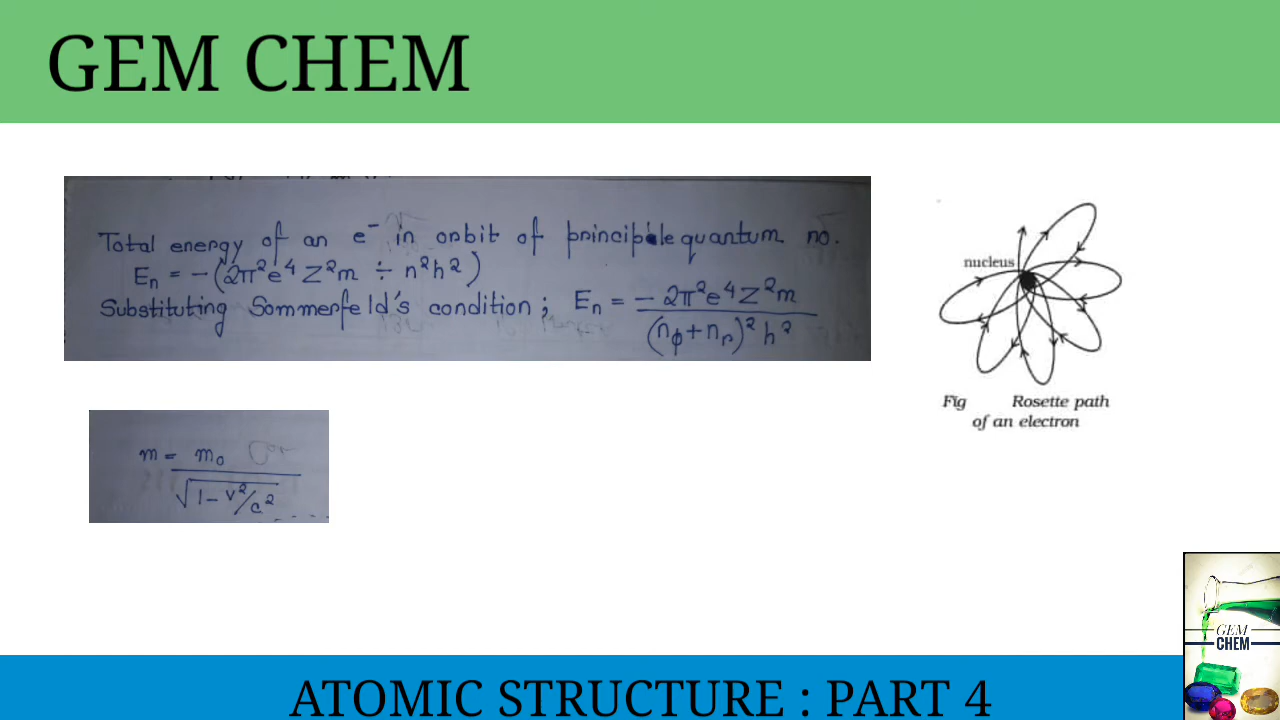 GEM CHEM
Total energy of an e⁻ in orbit of principle quantum no.
Eₙ = −(2π²e⁴Z²m ÷ n²h²)
Substituting Sommerfeld's condition; Eₙ = −2π²e⁴Z²m / (nϕ+nr)²h²
nucleus
Fig Rosette path
of an electron
m = m₀ / √1−v²/c²
GEM
CHEM
ATOMIC STRUCTURE : PART 4